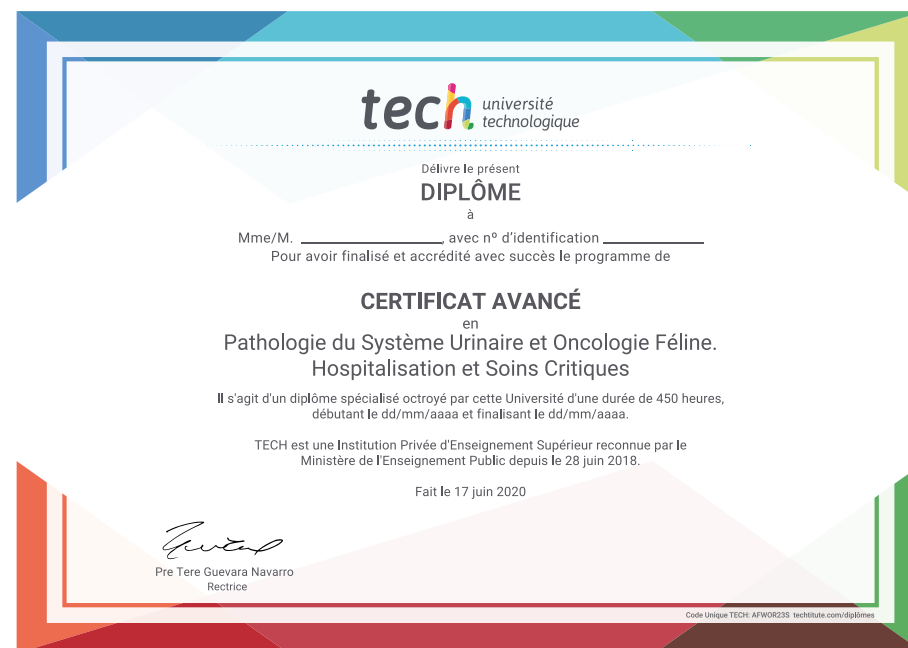 tech université
technologique
Délivre le présent
DIPLÔME
à
Mme/M. ____________________, avec nº d'identification ______________
Pour avoir finalisé et accrédité avec succès le programme de
CERTIFICAT AVANCÉ
en
Pathologie du Système Urinaire et Oncologie Féline.
Hospitalisation et Soins Critiques
Il s'agit d'un diplôme spécialisé octroyé par cette Université d'une durée de 450 heures,
débutant le dd/mm/aaaa et finalisant le dd/mm/aaaa.
TECH est une Institution Privée d'Enseignement Supérieur reconnue par le
Ministère de l'Enseignement Public depuis le 28 juin 2018.
Fait le 17 juin 2020
Pre Tere Guevara Navarro
Rectrice
Code Unique TECH: AFWOR23S techtitute.com/diplômes